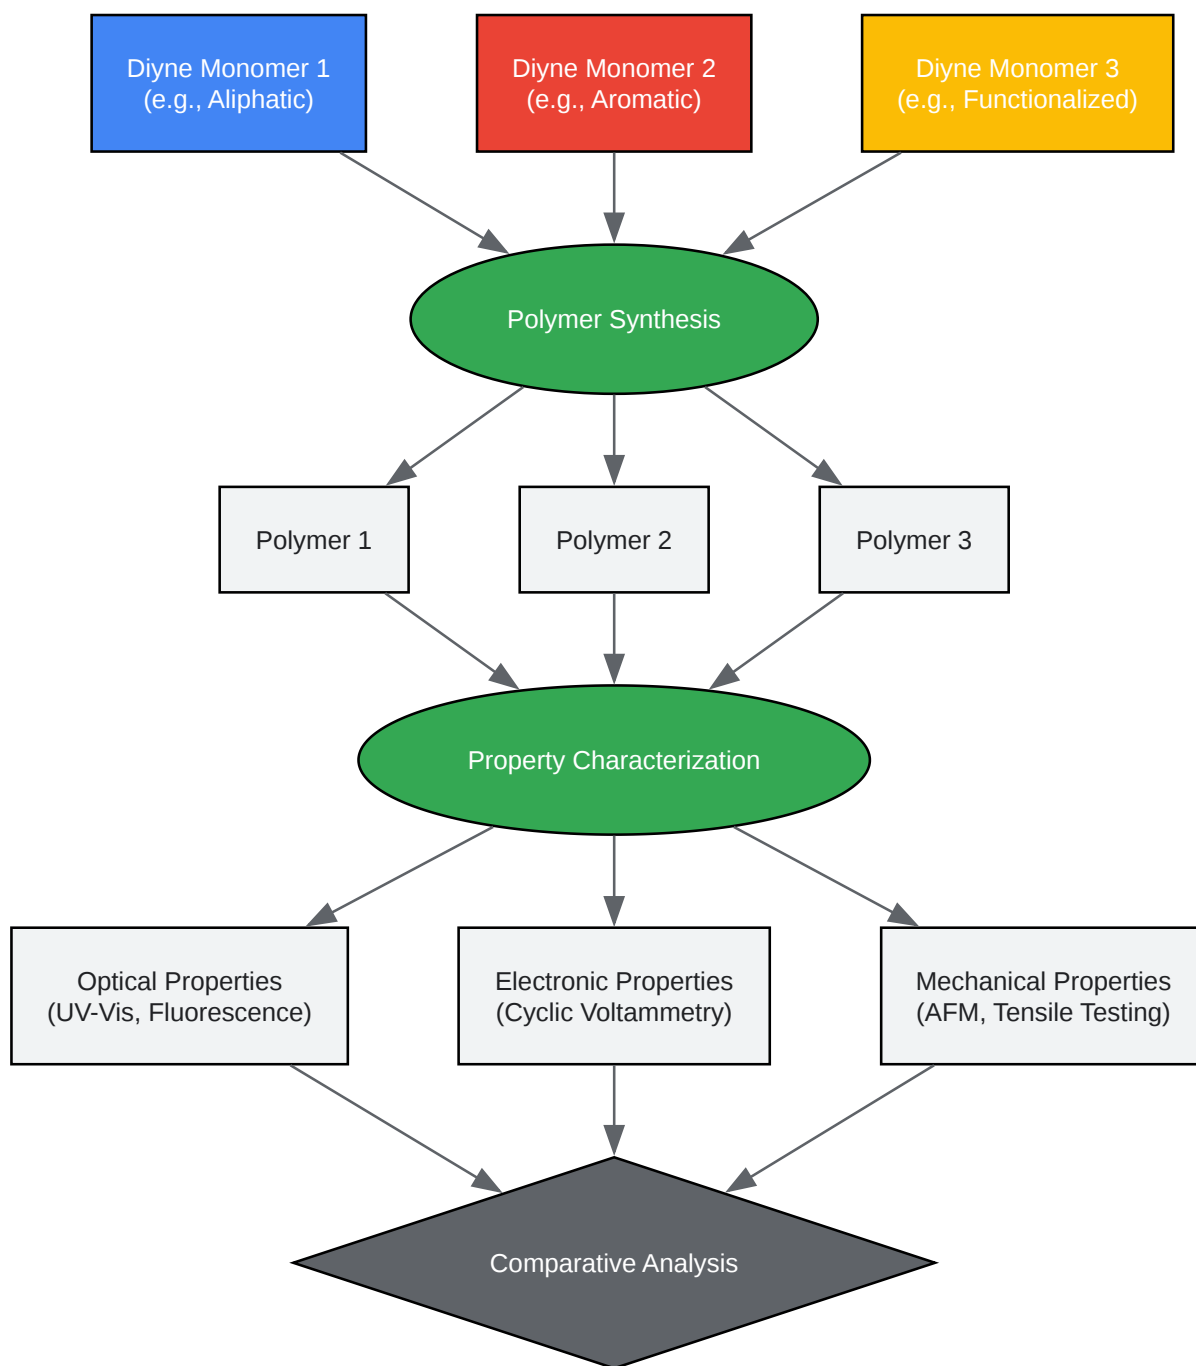 Diyne Monomer 1
(e.g., Aliphatic)
Diyne Monomer 2
(e.g., Aromatic)
Diyne Monomer 3
(e.g., Functionalized)
Polymer Synthesis
Polymer 1
Polymer 2
Polymer 3
Property Characterization
Optical Properties
(UV-Vis, Fluorescence)
Electronic Properties
(Cyclic Voltammetry)
Mechanical Properties
(AFM, Tensile Testing)
Comparative Analysis